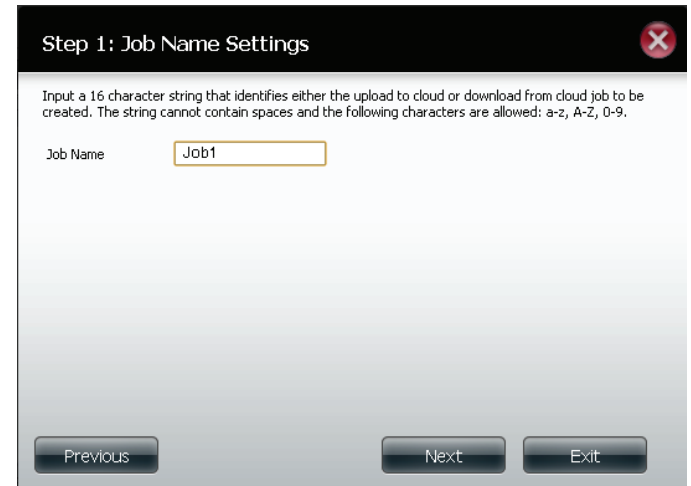 Step 1: Job Name Settings
Input a 16 character string that identifies either the upload to cloud or download from cloud job to be
created. The string cannot contain spaces and the following characters are allowed: a-z, A-Z, 0-9.
Job Name Job1
Previous Next Exit